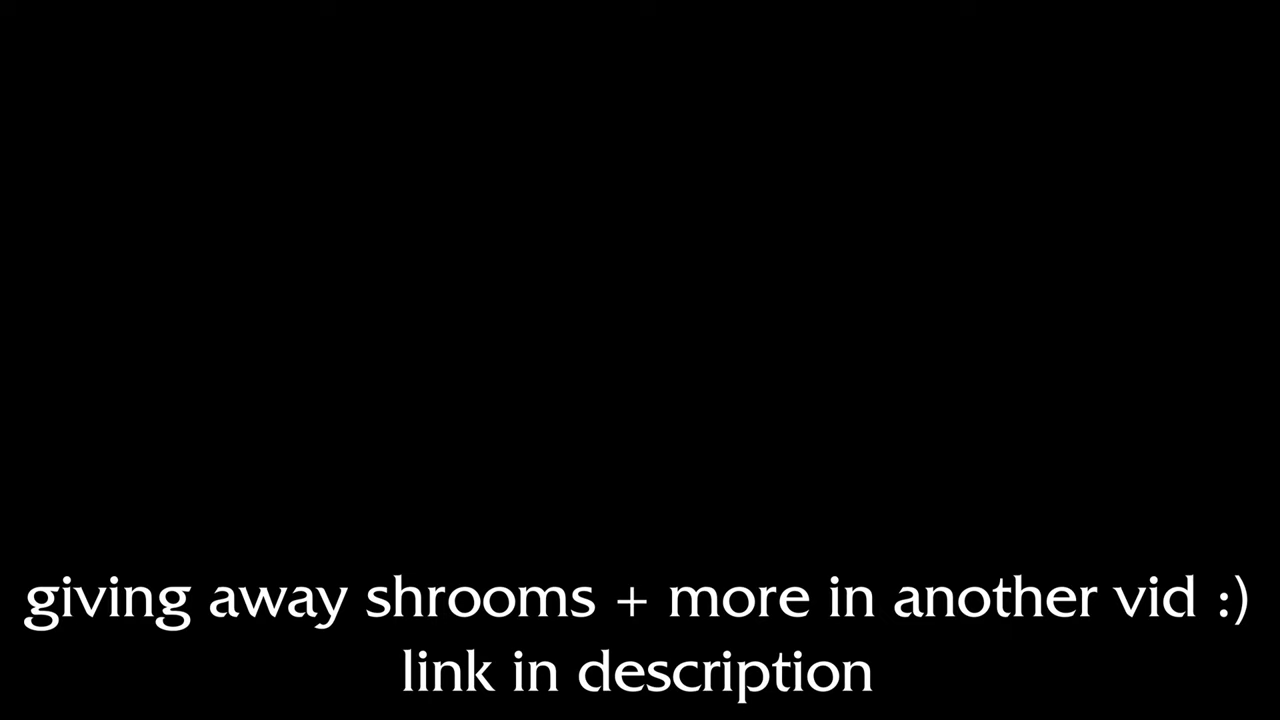 giving away shrooms + more in another vid :)
link in description